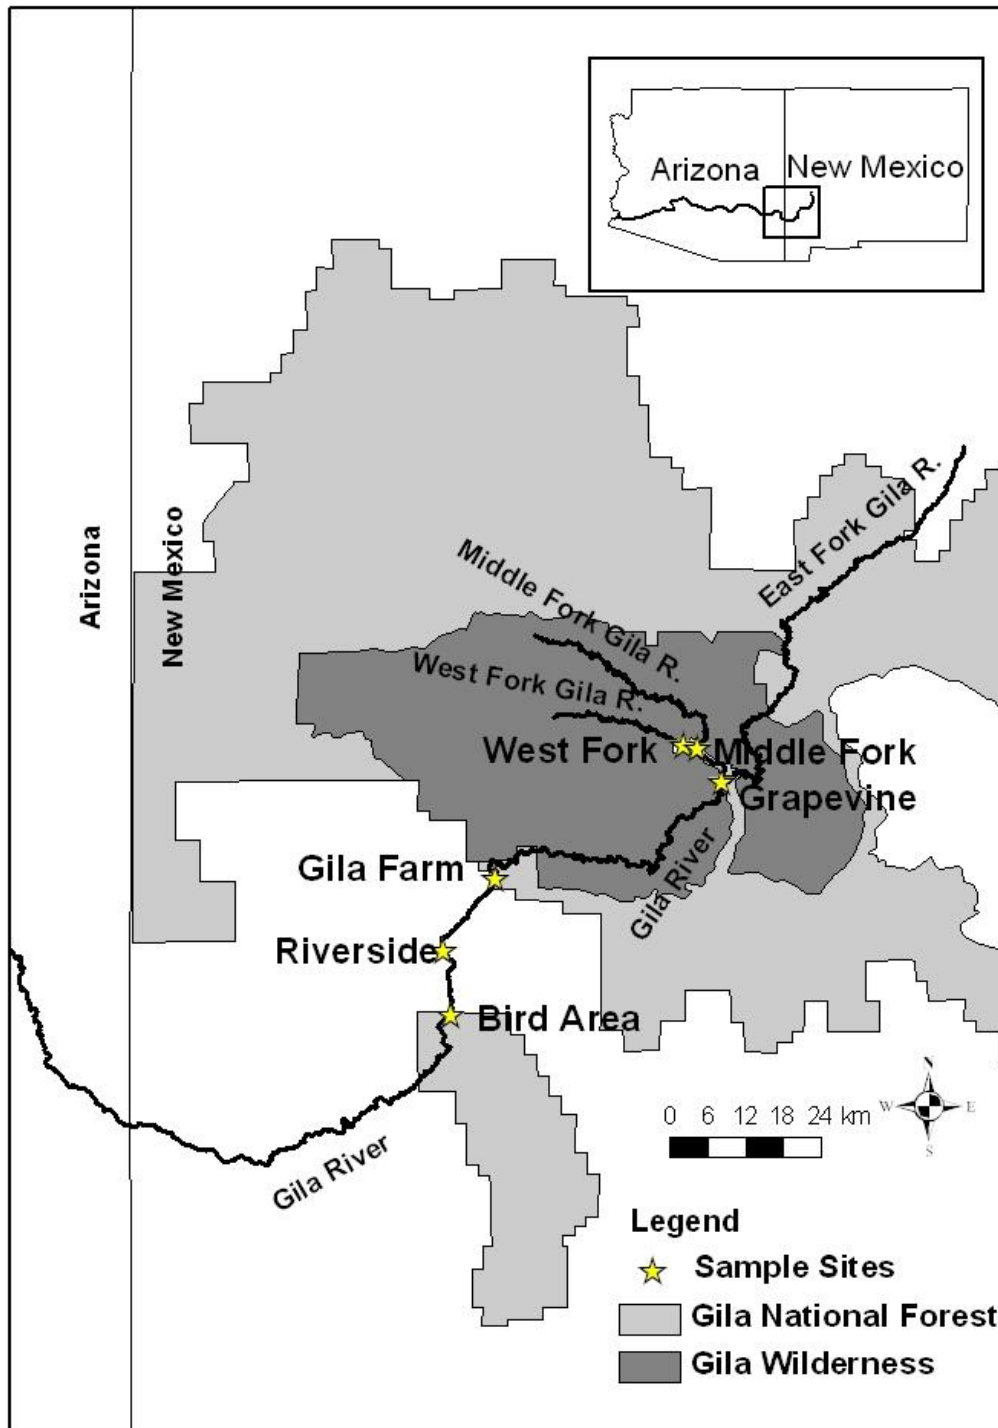 Arizona
New Mexico
Arizona
New Mexico
East Fork Gila R.
Middle Fork Gila R.
West Fork Gila R.
West Fork
Middle Fork
Grapevine
Gila Farm
Gila River
Riverside
Bird Area
Gila River
N
W
E
S
0 6 12 18 24 km
Legend
Sample Sites
Gila National Forest
Gila Wilderness